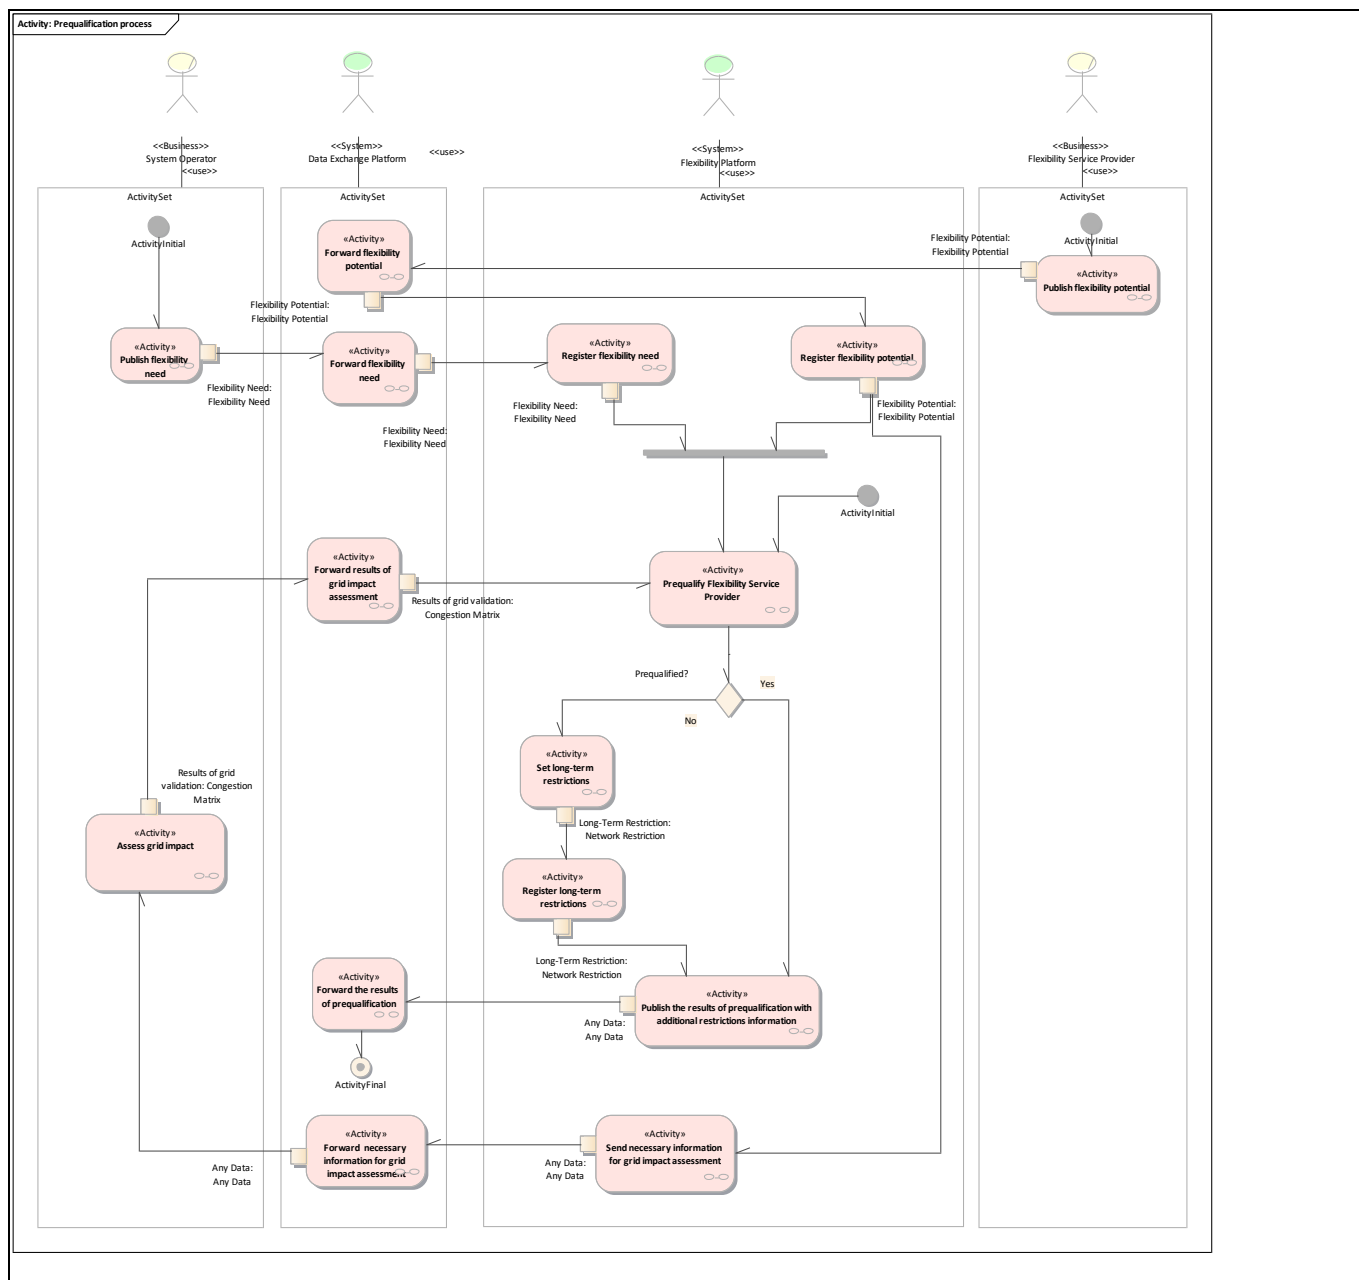 Activity: Prequalification process
<<Business>>
System Operator
<<use>>
<<System>>
Data Exchange Platform
<<use>>
<<System>>
Flexibility Platform
<<use>>
<<Business>>
Flexibility Service Provider
<<use>>
ActivitySet
ActivitySet
ActivitySet
ActivitySet
ActivityInitial
«Activity»
Forward flexibility
potential
Flexibility Potential:
Flexibility Potential
ActivityInitial
«Activity»
Publish flexibility potential
Flexibility Potential:
Flexibility Potential
«Activity»
Publish flexibility
need
Flexibility Need:
Flexibility Need
«Activity»
Forward flexibility
need
Flexibility Need:
Flexibility Need
«Activity»
Register flexibility need
Flexibility Need:
Flexibility Need
«Activity»
Register flexibility potential
Flexibility Potential:
Flexibility Potential
ActivityInitial
«Activity»
Forward results of
grid impact
assessment
Results of grid validation:
Congestion Matrix
«Activity»
Prequalify Flexibility Service
Provider
Prequalified?
Yes
No
«Activity»
Set long-term
restrictions
Long-Term Restriction:
Network Restriction
Results of grid
validation: Congestion
Matrix
«Activity»
Assess grid impact
«Activity»
Register long-term
restrictions
Long-Term Restriction:
Network Restriction
«Activity»
Forward the results
of prequalification
«Activity»
Publish the results of prequalification with
additional restrictions information
Any Data:
Any Data
ActivityFinal
«Activity»
Forward necessary
information for grid
impact assessment
Any Data:
Any Data
«Activity»
Send necessary information
for grid impact assessment
Any Data:
Any Data